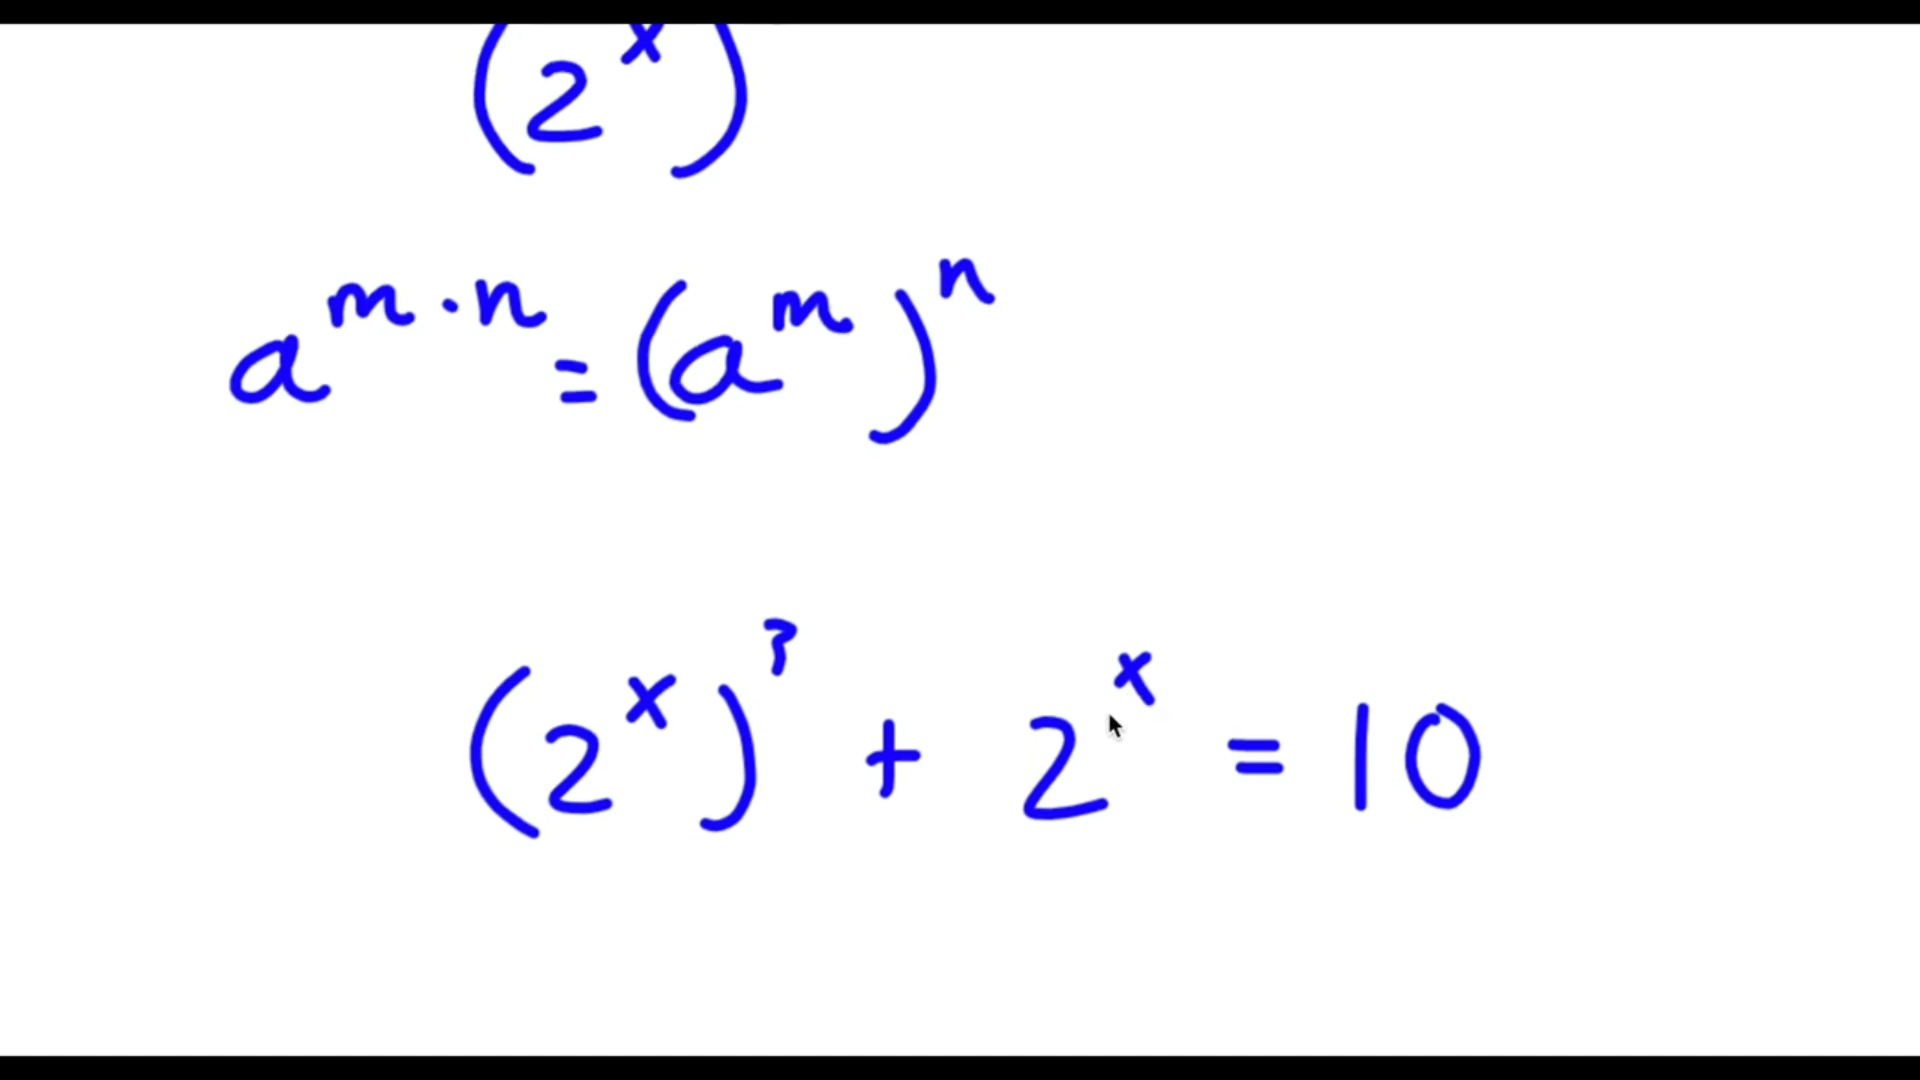 (2^x)
a^{m·n} = (a^m)^n
(2^x)^3 + 2^x = 10